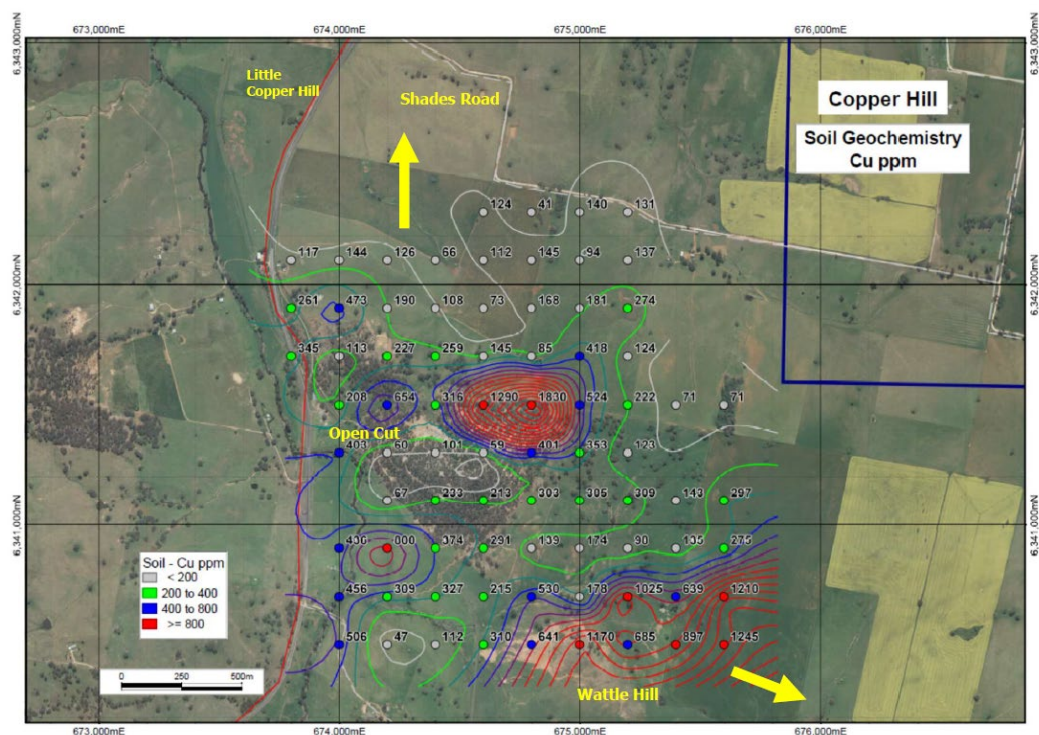 673,000mE 674,000mE 675,000mE 676,000mE
6,343,000mN 6,343,000mN
Little
Copper Hill
Shades Road
Copper Hill
Soil Geochemistry
Cu ppm
124 41 140 131
117 144 126 66 112 145 94 137
6,342,000mN 6,342,000mN
261 473 190 108 73 168 181 274
345 113 227 259 145 85 418 124
208 654 316 1290 1830 524 222 71 71
Open Cut
403 60 101 59 401 353 123
67 233 213 303 305 309 143 297
6,341,000mN 6,341,000mN
436 000 374 291 139 174 90 135 275
Soil - Cu ppm
< 200
200 to 400
400 to 800
>= 800
456 309 327 215 530 178 1025 639 1210
506 47 112 310 641 1170 685 897 1245
0 250 500m
Wattle Hill
673,000mE 674,000mE 675,000mE 676,000mE